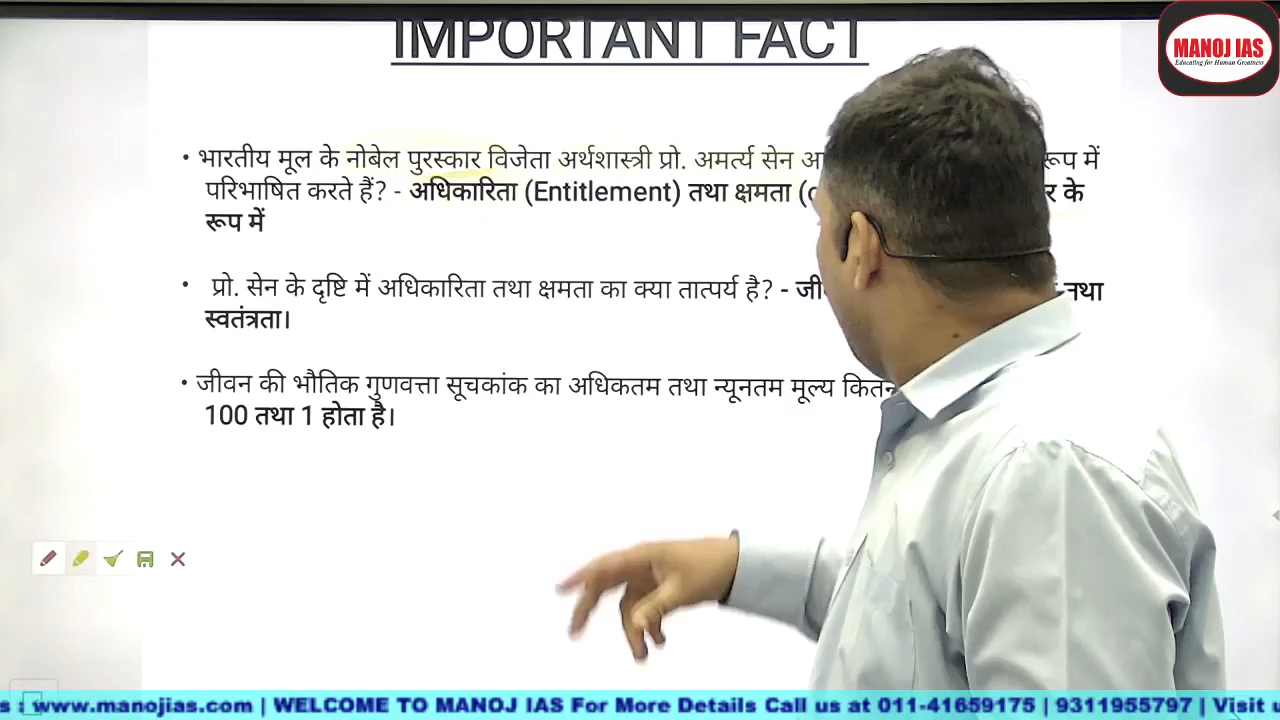 IMPORTANT FACT
MANOJ IAS
Educating for Human Greatness
• भारतीय मूल के नोबेल पुरस्कार विजेता अर्थशास्त्री प्रो. अमर्त्य सेन रूप में
परिभाषित करते हैं? - अधिकारिता (Entitlement) तथा क्षमता के
रूप में
• प्रो. सेन के दृष्टि में अधिकारिता तथा क्षमता का क्या तात्पर्य है? - तथा
स्वतंत्रता।
• जीवन की भौतिक गुणवत्ता सूचकांक का अधिकतम तथा न्यूनतम मूल्य
100 तथा 1 होता है।
: www.manojias.com | WELCOME TO MANOJ IAS For More Details Call us at 011-41659175 | 9311955797 | Visit